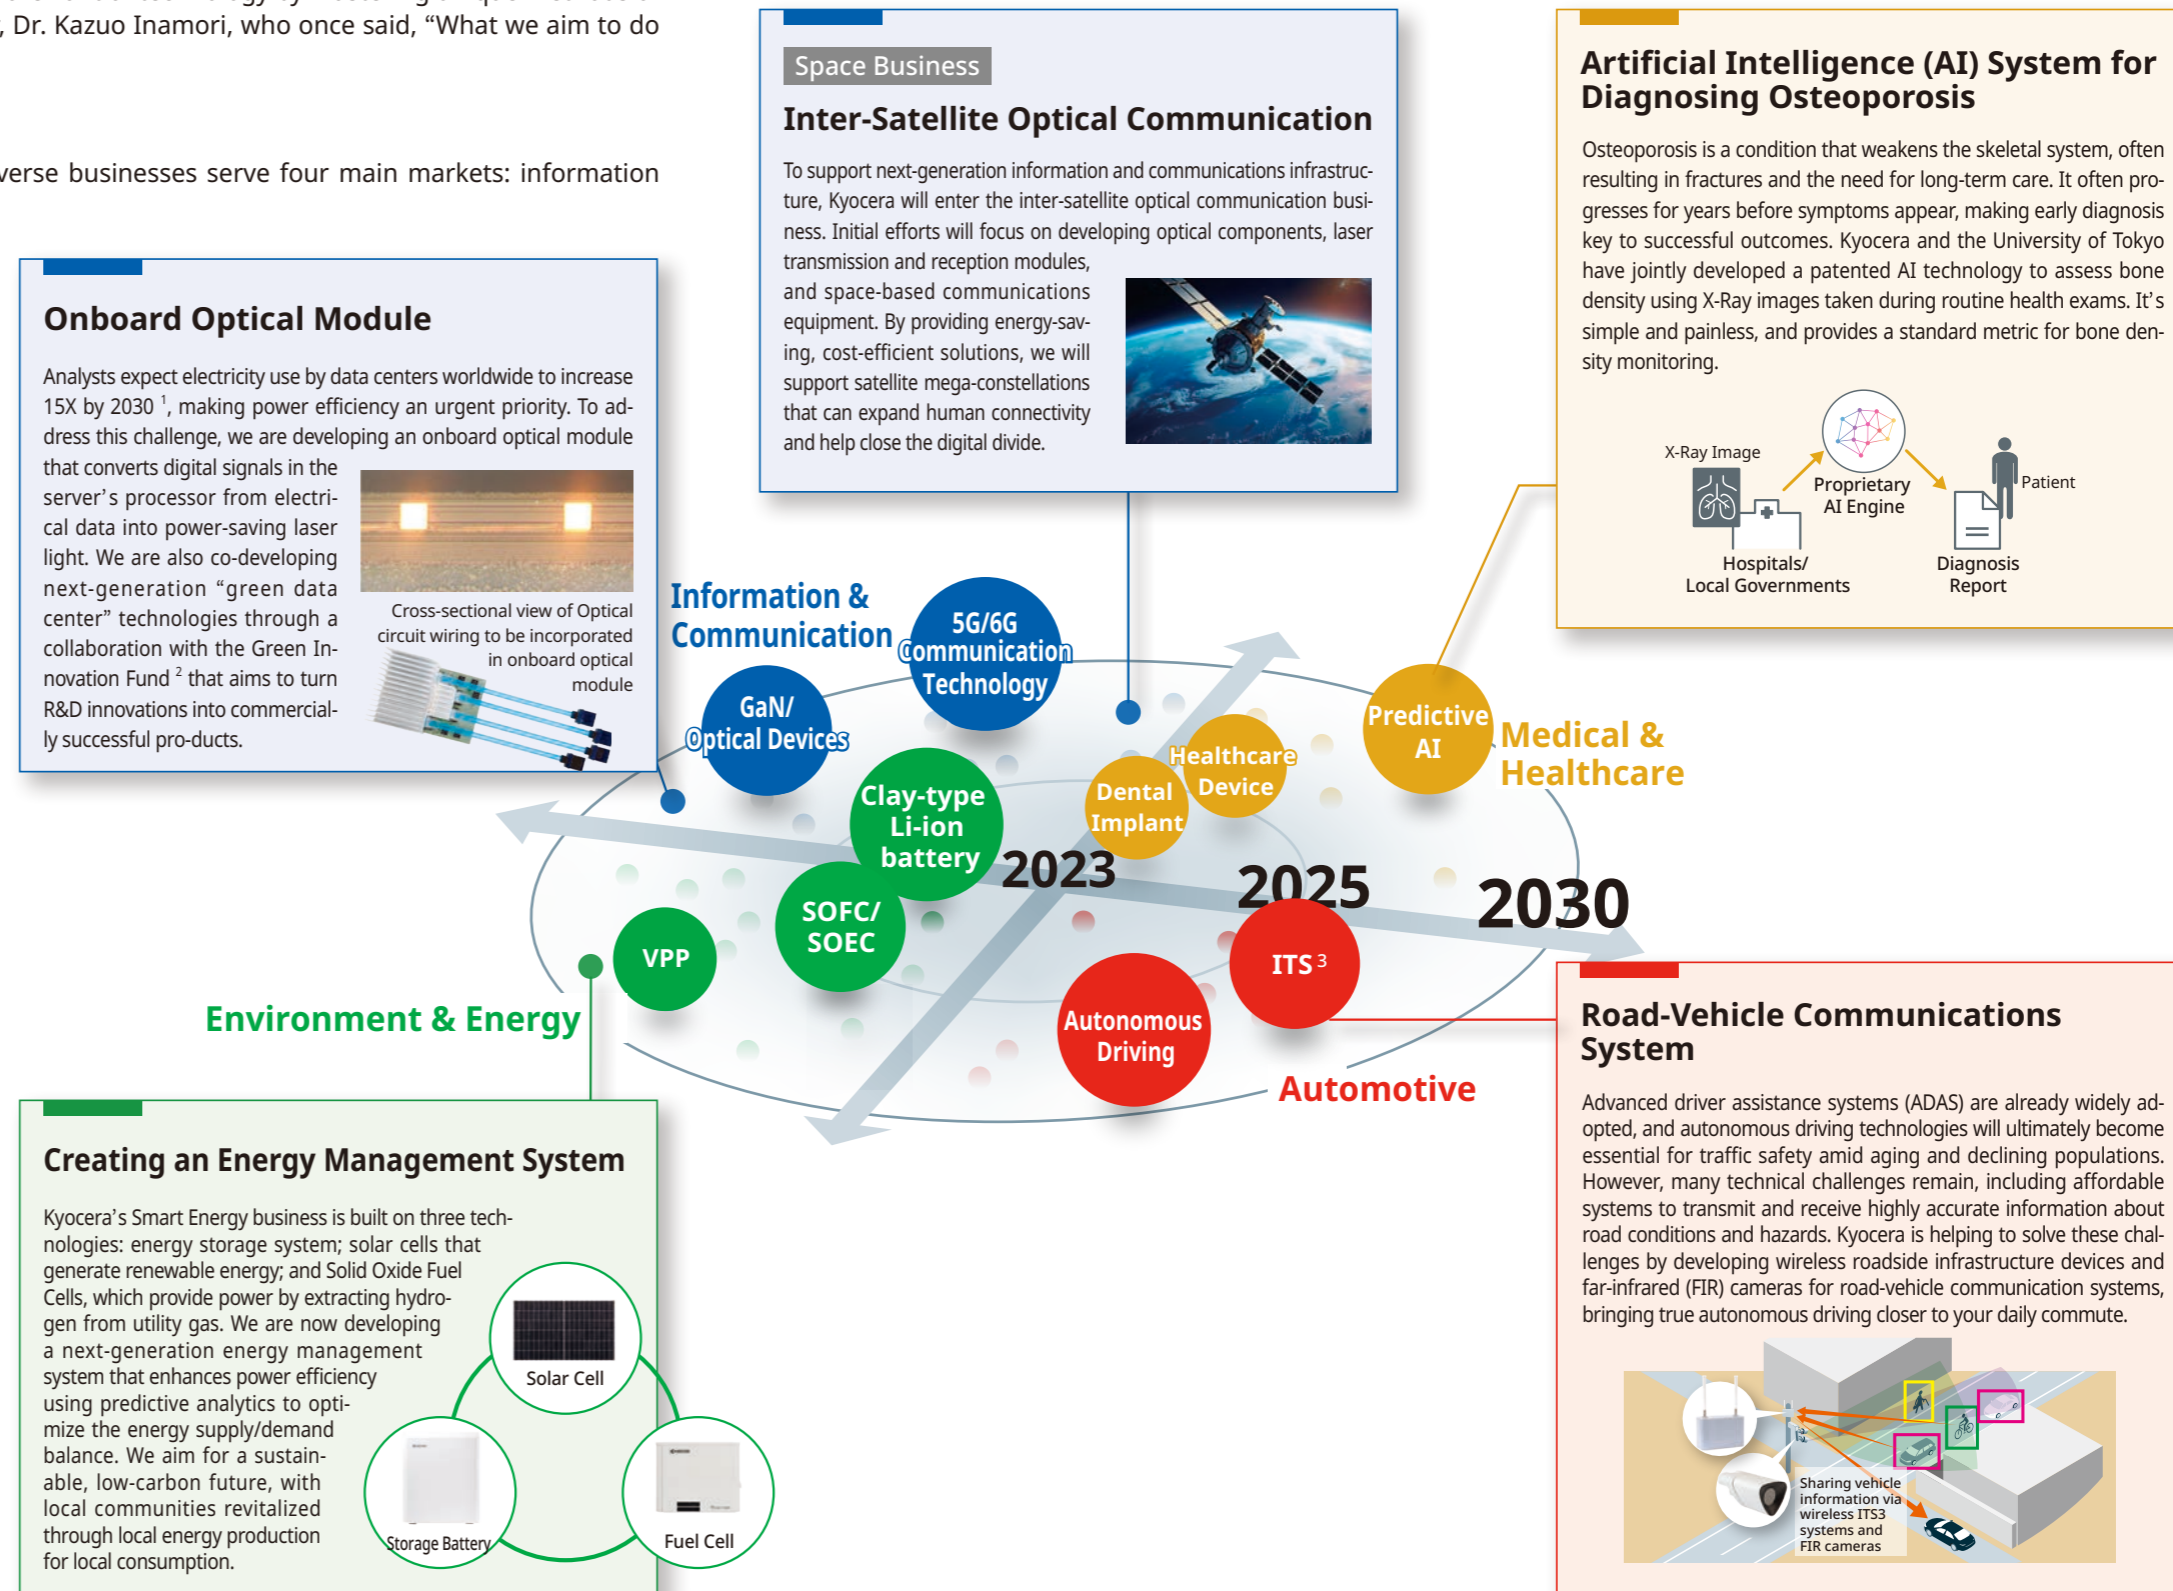 , Dr. Kazuo Inamori, who once said, “What we aim to do
verse businesses serve four main markets: information
Onboard Optical Module
Analysts expect electricity use by data centers worldwide to increase
15X by 2030 1, making power efficiency an urgent priority. To ad-
dress this challenge, we are developing an onboard optical module
that converts digital signals in the
server’s processor from electri-
cal data into power-saving laser
light. We are also co-developing
next-generation “green data
center” technologies through a
collaboration with the Green In-
novation Fund 2 that aims to turn
R&D innovations into commercial-
ly successful pro-ducts.
Cross-sectional view of Optical
circuit wiring to be incorporated
in onboard optical
module
Space Business
Inter-Satellite Optical Communication
To support next-generation information and communications infrastruc-
ture, Kyocera will enter the inter-satellite optical communication busi-
ness. Initial efforts will focus on developing optical components, laser
transmission and reception modules,
and space-based communications
equipment. By providing energy-sav-
ing, cost-efficient solutions, we will
support satellite mega-constellations
that can expand human connectivity
and help close the digital divide.
Artificial Intelligence (AI) System for
Diagnosing Osteoporosis
Osteoporosis is a condition that weakens the skeletal system, often
resulting in fractures and the need for long-term care. It often pro-
gresses for years before symptoms appear, making early diagnosis
key to successful outcomes. Kyocera and the University of Tokyo
have jointly developed a patented AI technology to assess bone
density using X-Ray images taken during routine health exams. It’s
simple and painless, and provides a standard metric for bone den-
sity monitoring.
X-Ray Image
Proprietary
AI Engine
Patient
Hospitals/
Local Governments
Diagnosis
Report
Information &
Communication
5G/6G
Communication
Technology
GaN/
Optical Devices
Clay-type
Li-ion
battery
SOFC/
SOEC
VPP
Environment & Energy
Healthcare
Device
Dental
Implant
Predictive
AI
Medical &
Healthcare
2023
2025
2030
ITS 3
Autonomous
Driving
Automotive
Creating an Energy Management System
Kyocera’s Smart Energy business is built on three tech-
nologies: energy storage system; solar cells that
generate renewable energy; and Solid Oxide Fuel
Cells, which provide power by extracting hydro-
gen from utility gas. We are now developing
a next-generation energy management
system that enhances power efficiency
using predictive analytics to opti-
mize the energy supply/demand
balance. We aim for a sustain-
able, low-carbon future, with
local communities revitalized
through local energy production
for local consumption.
Solar Cell
Storage Battery
Fuel Cell
Road-Vehicle Communications
System
Advanced driver assistance systems (ADAS) are already widely ad-
opted, and autonomous driving technologies will ultimately become
essential for traffic safety amid aging and declining populations.
However, many technical challenges remain, including affordable
systems to transmit and receive highly accurate information about
road conditions and hazards. Kyocera is helping to solve these chal-
lenges by developing wireless roadside infrastructure devices and
far-infrared (FIR) cameras for road-vehicle communication systems,
bringing true autonomous driving closer to your daily commute.
Sharing vehicle
information via
wireless ITS3
systems and
FIR cameras